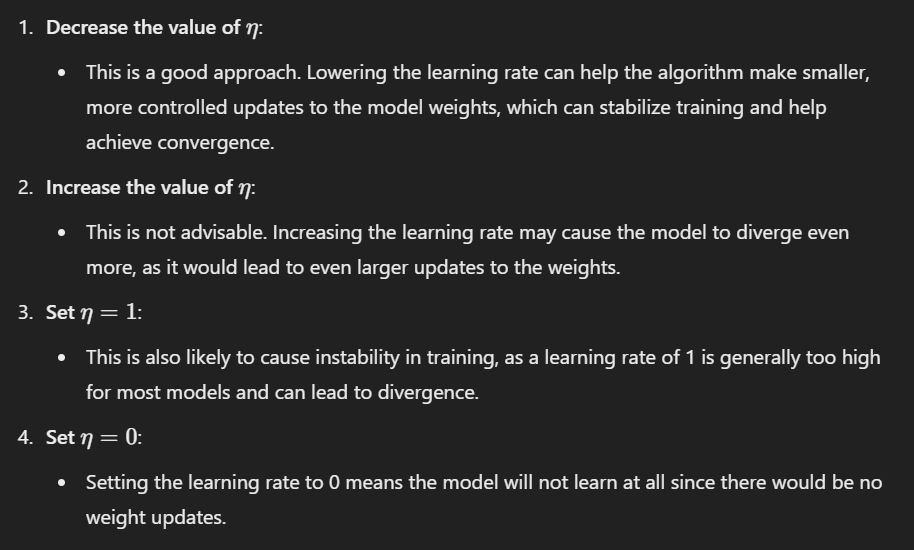 1. Decrease the value of η:
• This is a good approach. Lowering the learning rate can help the algorithm make smaller,
more controlled updates to the model weights, which can stabilize training and help
achieve convergence.
2. Increase the value of η:
• This is not advisable. Increasing the learning rate may cause the model to diverge even
more, as it would lead to even larger updates to the weights.
3. Set η = 1:
• This is also likely to cause instability in training, as a learning rate of 1 is generally too high
for most models and can lead to divergence.
4. Set η = 0:
• Setting the learning rate to 0 means the model will not learn at all since there would be no
weight updates.